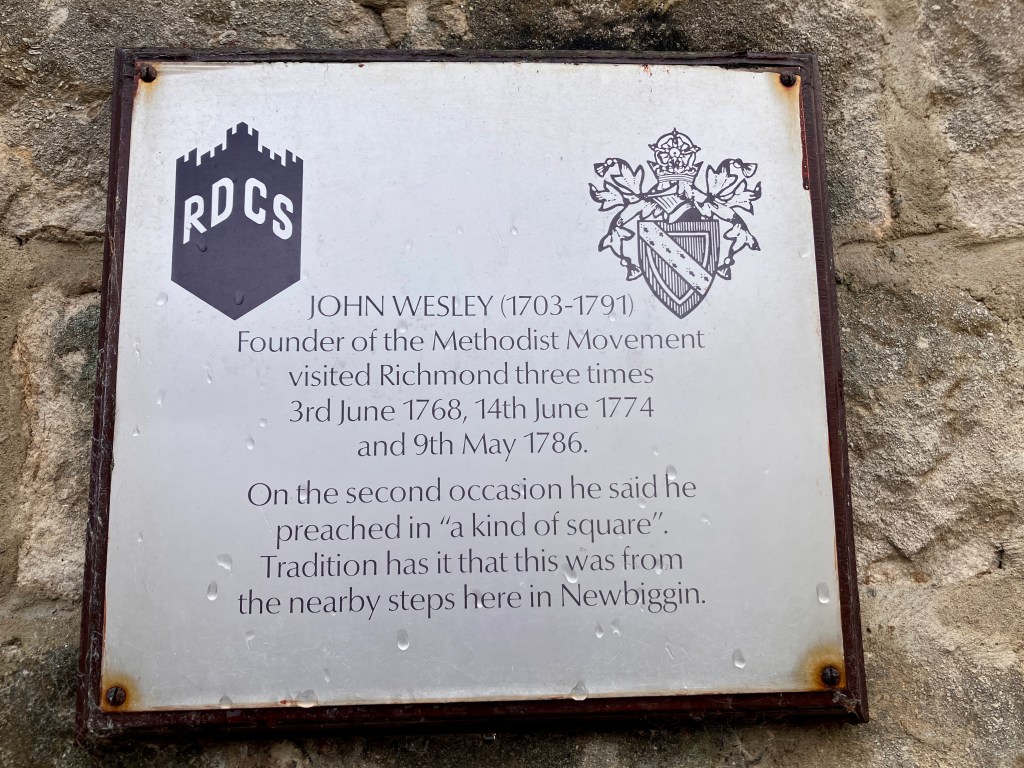 RDCS
JOHN WESLEY (1703-1791)
Founder of the Methodist Movement
visited Richmond three times
3rd June 1768, 14th June 1774
and 9th May 1786.
On the second occasion he said he
preached in “a kind of square”.
Tradition has it that this was from
the nearby steps here in Newbiggin.